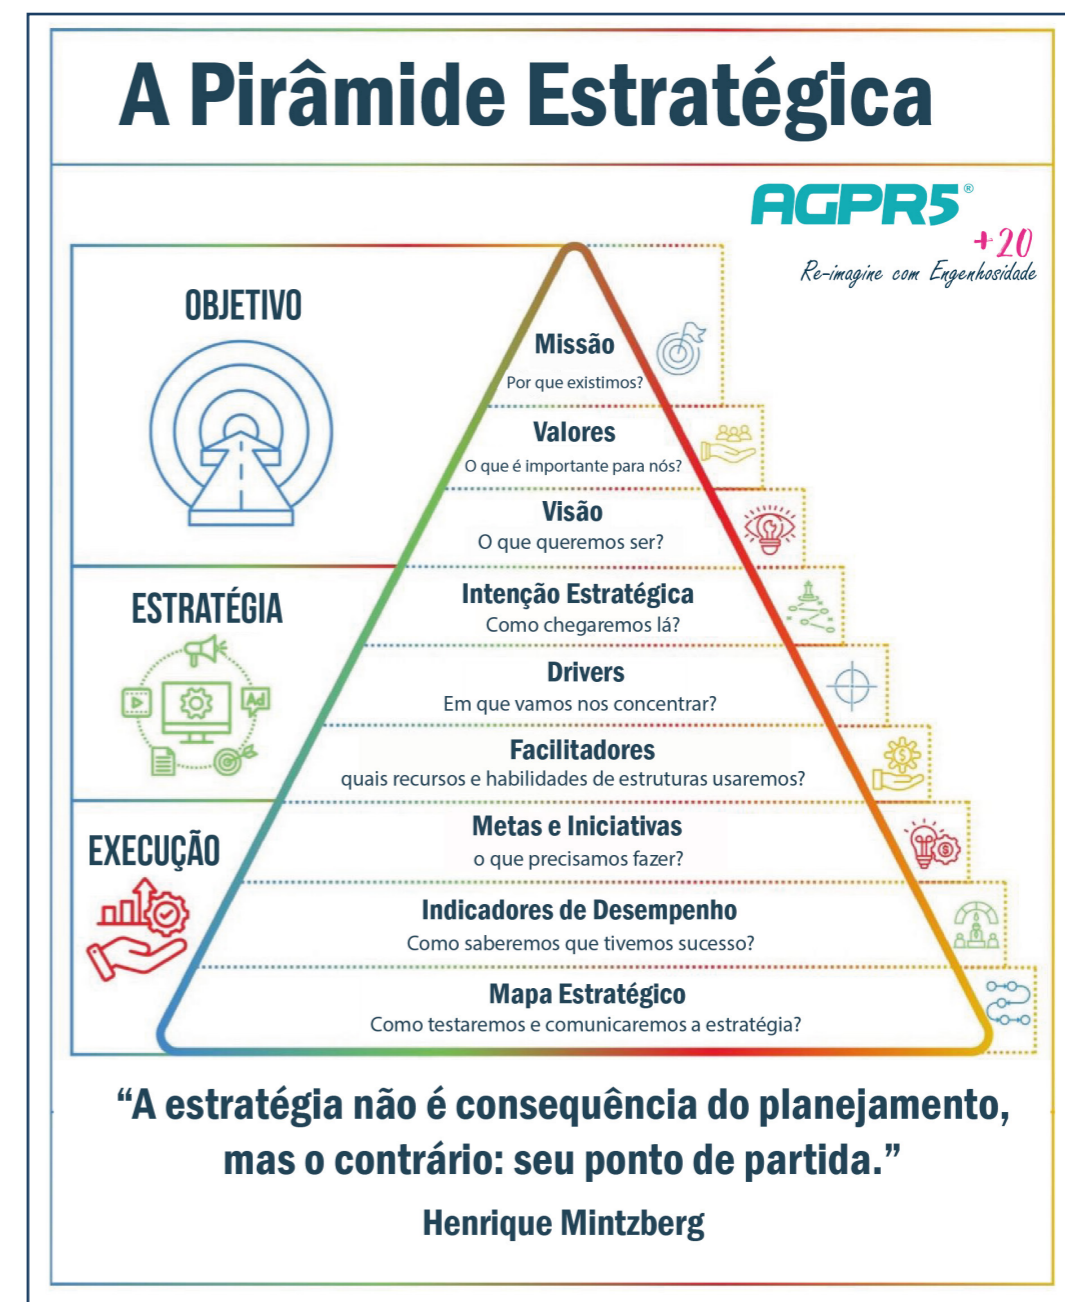 A Pirâmide Estratégica
AGPR5®
+20
Re-imagine com Engenhosidade
OBJETIVO
Missão
Por que existimos?
Valores
O que é importante para nós?
Visão
O que queremos ser?
ESTRATÉGIA
Ad
Intenção Estratégica
Como chegaremos lá?
Drivers
Em que vamos nos concentrar?
Facilitadores
quais recursos e habilidades de estruturas usaremos?
EXECUÇÃO
Metas e Iniciativas
o que precisamos fazer?
Indicadores de Desempenho
Como saberemos que tivemos sucesso?
Mapa Estratégico
Como testaremos e comunicaremos a estratégia?
“A estratégia não é consequência do planejamento,
mas o contrário: seu ponto de partida.”
Henrique Mintzberg